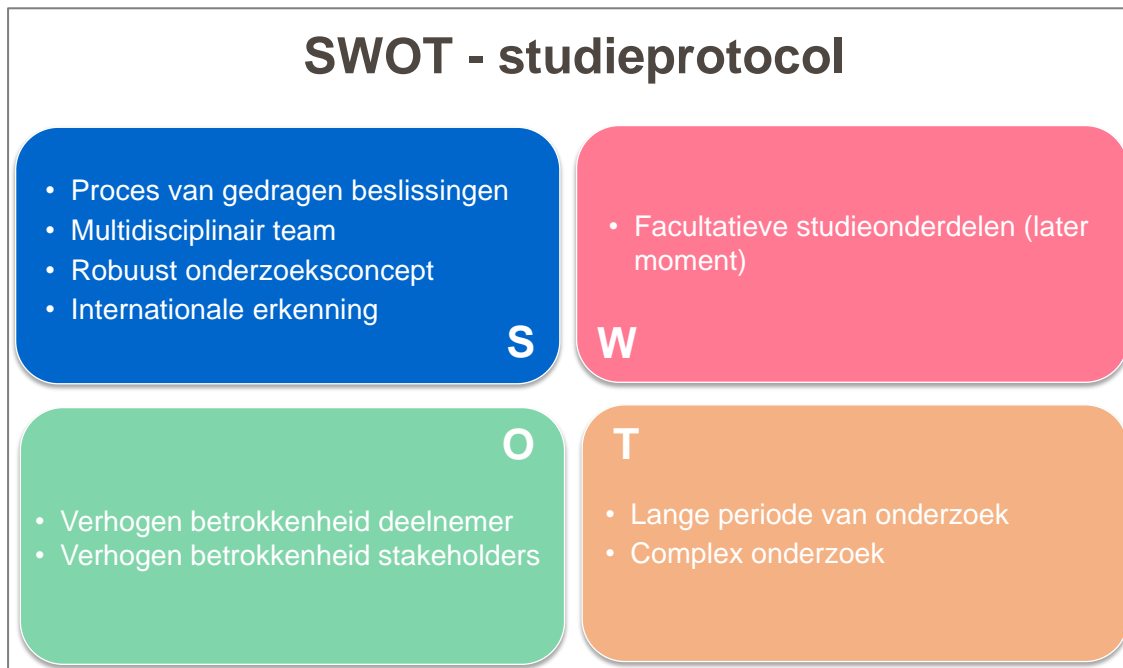 SWOT - studieprotocol
• Proces van gedragen beslissingen
• Multidisciplinair team
• Robuust onderzoeksconcept
• Internationale erkenning
S
• Facultatieve studieonderdelen (later
moment)
W
O
• Verhogen betrokkenheid deelnemer
• Verhogen betrokkenheid stakeholders
T
• Lange periode van onderzoek
• Complex onderzoek